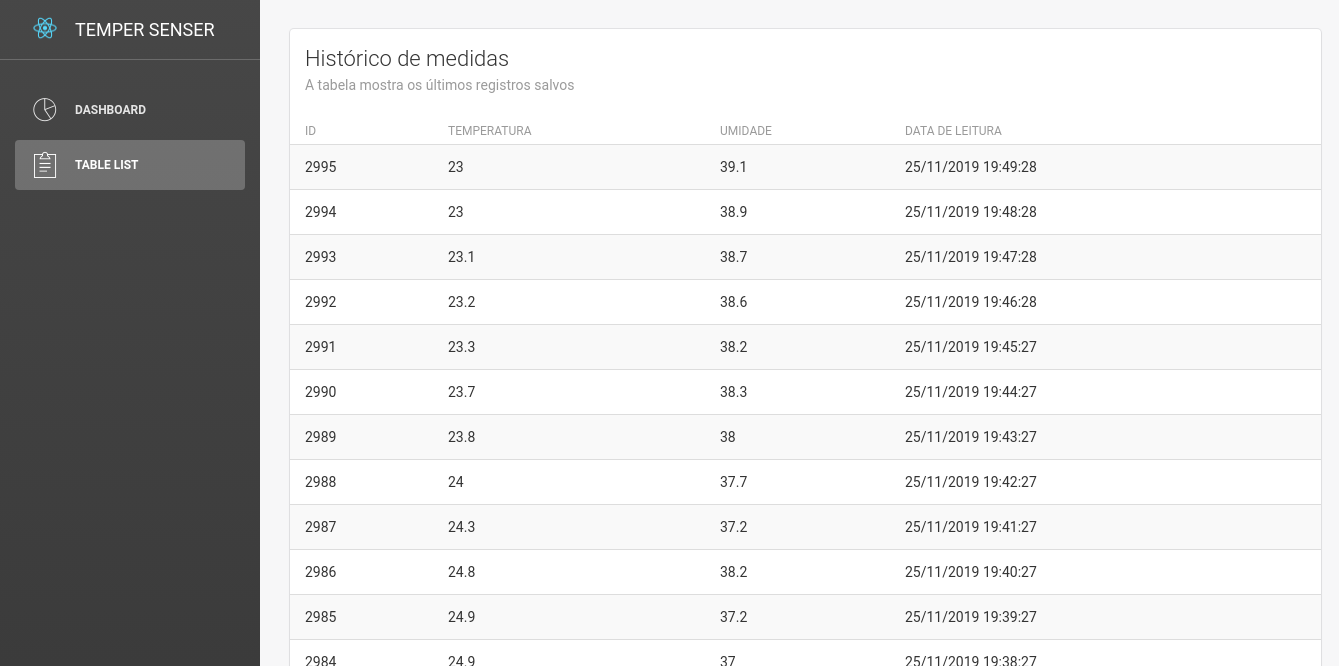 TEMPER SENSER
DASHBOARD
TABLE LIST
Histórico de medidas
A tabela mostra os últimos registros salvos
ID TEMPERATURA UMIDADE DATA DE LEITURA
2995 23 39.1 25/11/2019 19:49:28
2994 23 38.9 25/11/2019 19:48:28
2993 23.1 38.7 25/11/2019 19:47:28
2992 23.2 38.6 25/11/2019 19:46:28
2991 23.3 38.2 25/11/2019 19:45:27
2990 23.7 38.3 25/11/2019 19:44:27
2989 23.8 38 25/11/2019 19:43:27
2988 24 37.7 25/11/2019 19:42:27
2987 24.3 37.2 25/11/2019 19:41:27
2986 24.8 38.2 25/11/2019 19:40:27
2985 24.9 37.2 25/11/2019 19:39:27
2984 24.9 37 25/11/2019 19:38:27